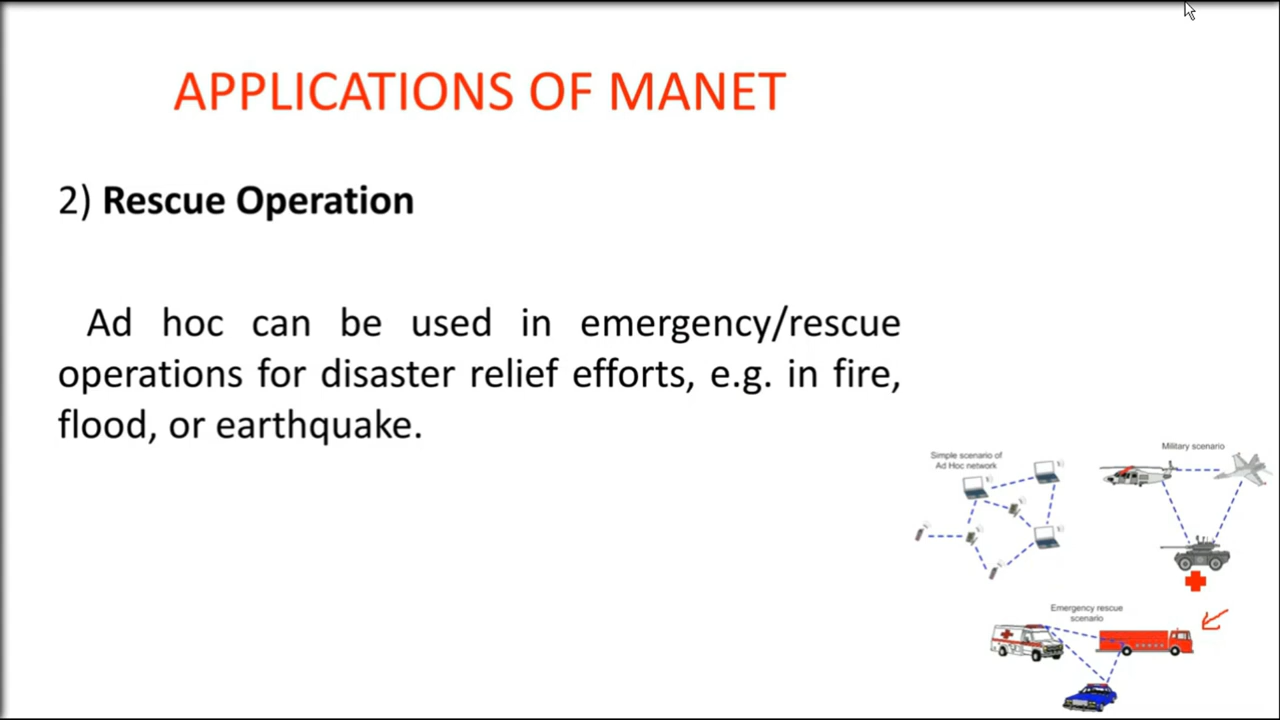 APPLICATIONS OF MANET
2) Rescue Operation
Ad hoc can be used in emergency/rescue
operations for disaster relief efforts, e.g. in fire,
flood, or earthquake.
Simple scenario of
Ad Hoc network
Military scenario
Emergency rescue
scenario